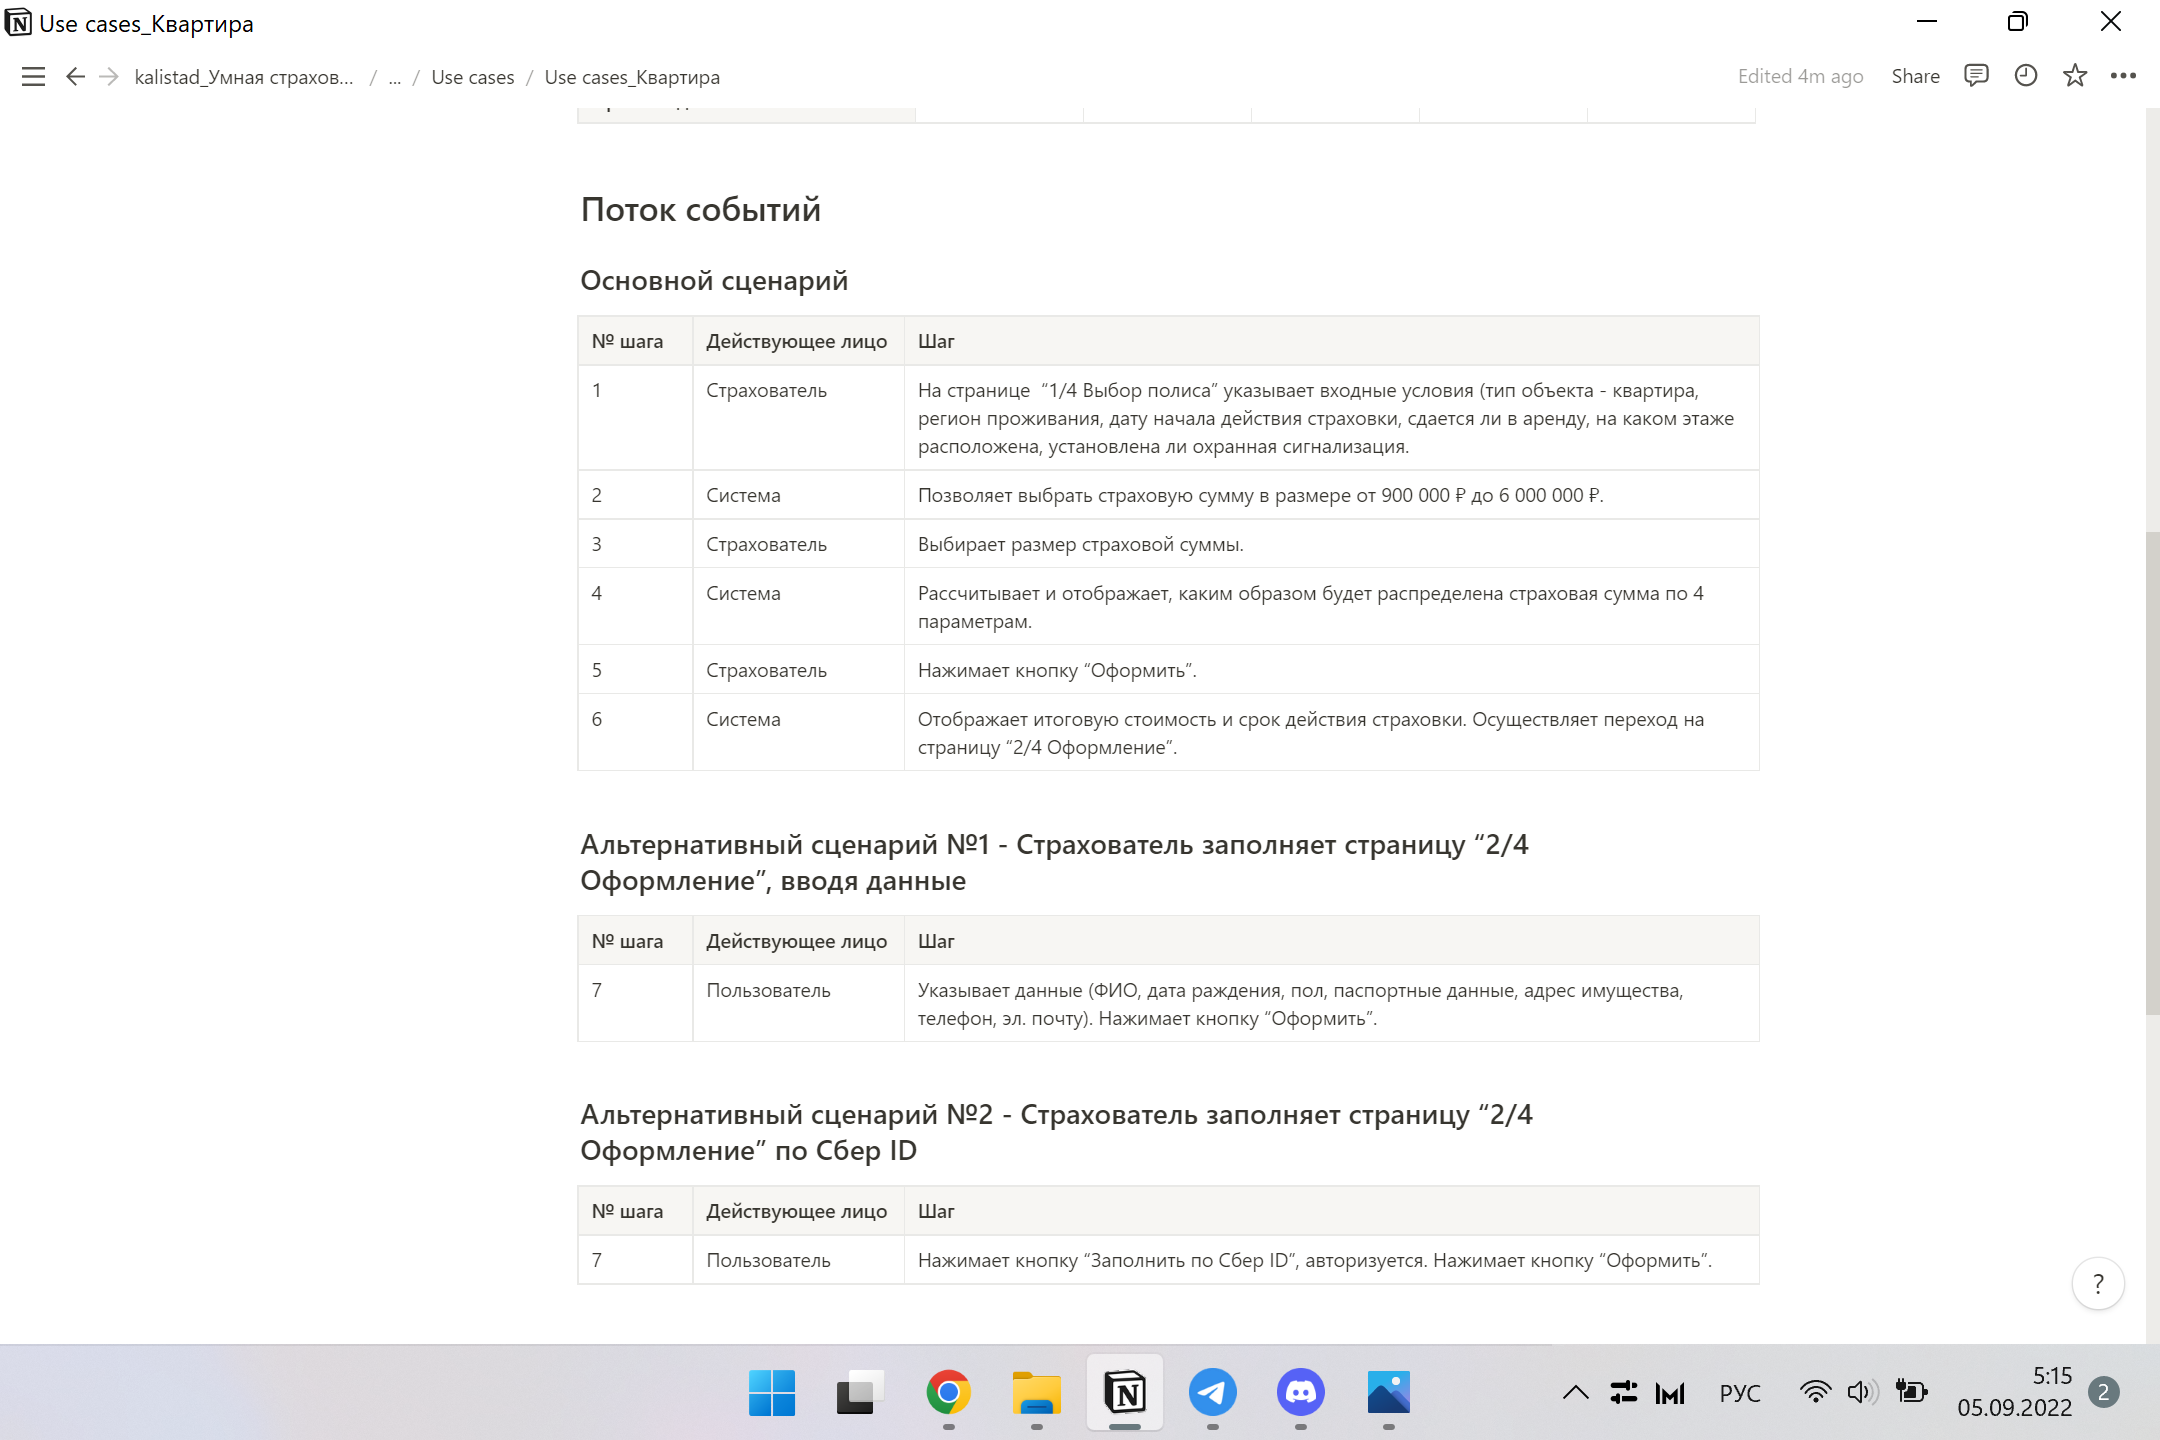 Use cases_Квартира
kalistad_Умная страхов... / ... / Use cases / Use cases_Квартира
Edited 4m ago Share
Поток событий
Основной сценарий
№ шага Действующее лицо Шаг
1 Страхователь На странице “1/4 Выбор полиса” указывает входные условия (тип объекта - квартира,
регион проживания, дату начала действия страховки, сдается ли в аренду, на каком этаже
расположена, установлена ли охранная сигнализация.
2 Система Позволяет выбрать страховую сумму в размере от 900 000 ₽ до 6 000 000 ₽.
3 Страхователь Выбирает размер страховой суммы.
4 Система Рассчитывает и отображает, каким образом будет распределена страховая сумма по 4
параметрам.
5 Страхователь Нажимает кнопку “Оформить”.
6 Система Отображает итоговую стоимость и срок действия страховки. Осуществляет переход на
страницу “2/4 Оформление”.
Альтернативный сценарий №1 - Страхователь заполняет страницу “2/4
Оформление”, вводя данные
№ шага Действующее лицо Шаг
7 Пользователь Указывает данные (ФИО, дата раждения, пол, паспортные данные, адрес имущества,
телефон, эл. почту). Нажимает кнопку “Оформить”.
Альтернативный сценарий №2 - Страхователь заполняет страницу “2/4
Оформление” по Сбер ID
№ шага Действующее лицо Шаг
7 Пользователь Нажимает кнопку “Заполнить по Сбер ID”, авторизуется. Нажимает кнопку “Оформить”.
?
РУС
5:15
05.09.2022
2